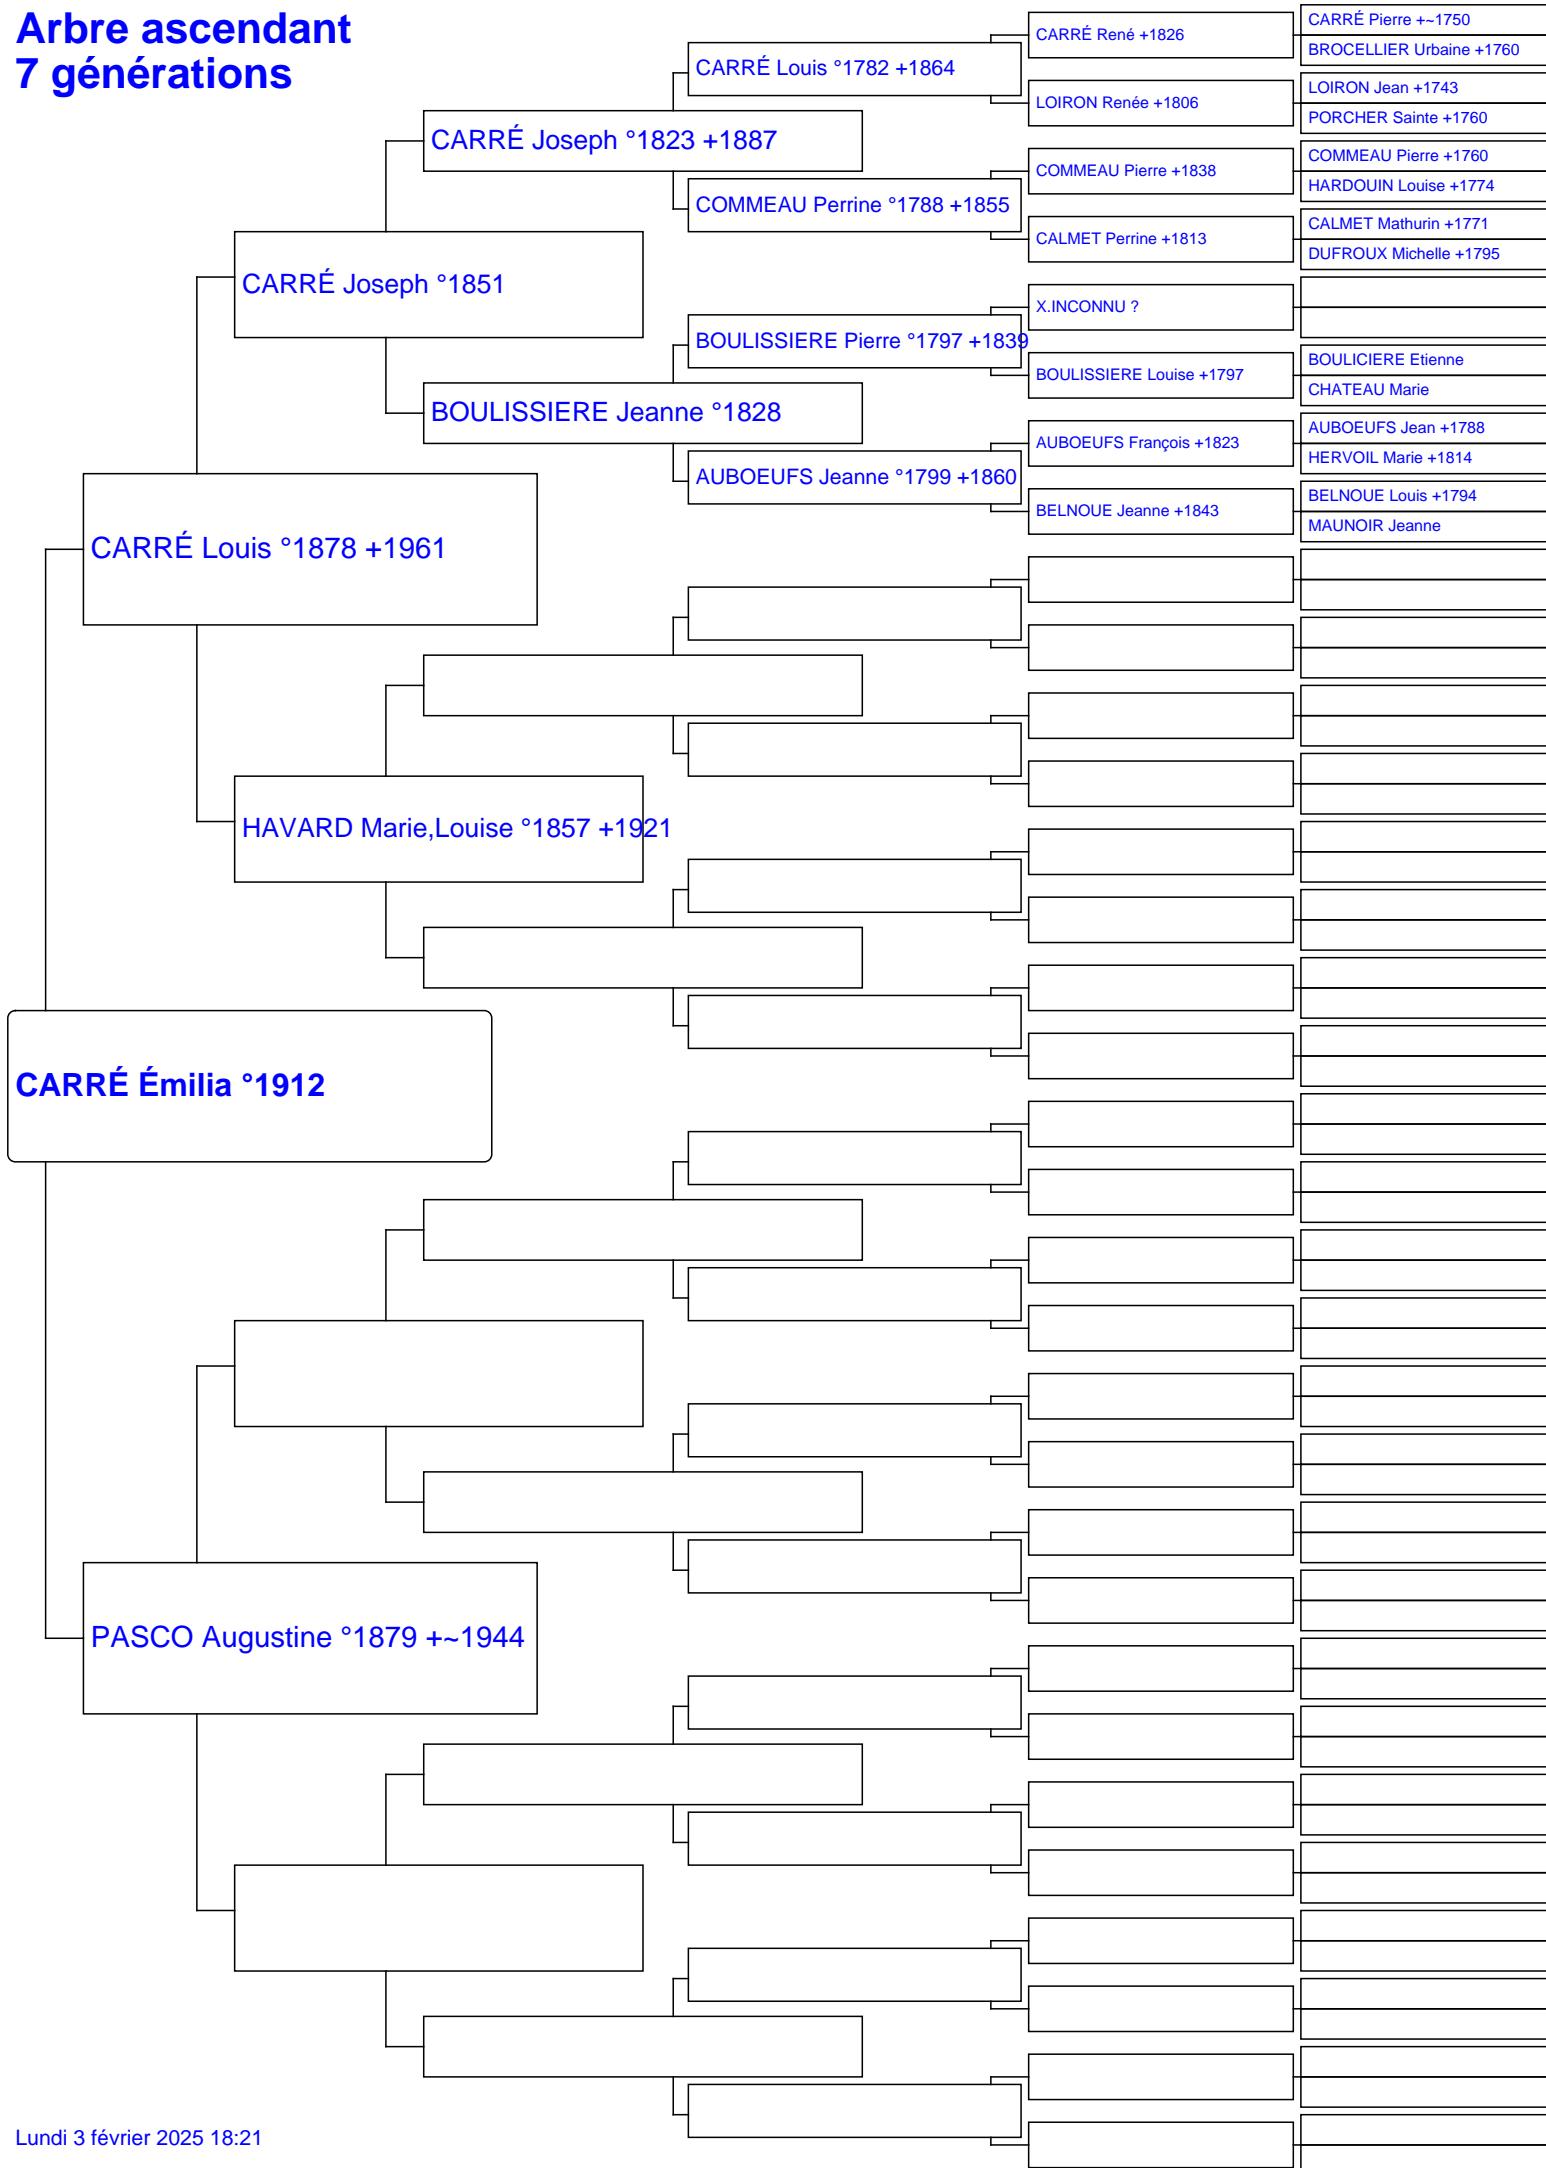 Arbre ascendant
7 générations
CARRÉ Pierre +~1750
CARRÉ René +1826
BROCELLIER Urbaine +1760
CARRÉ Louis °1782 +1864
LOIRON Jean +1743
LOIRON Renée +1806
PORCHER Sainte +1760
CARRÉ Joseph °1823 +1887
COMMEAU Pierre +1760
COMMEAU Pierre +1838
HARDOUIN Louise +1774
COMMEAU Perrine °1788 +1855
CALMET Mathurin +1771
CALMET Perrine +1813
DUFROUX Michelle +1795
CARRÉ Joseph °1851
X.INCONNU ?
BOULISSIERE Pierre °1797 +1839
BOULICIERE Etienne
BOULISSIERE Louise +1797
CHATEAU Marie
BOULISSIERE Jeanne °1828
AUBOEUFS Jean +1788
AUBOEUFS François +1823
HERVOIL Marie +1814
AUBOEUFS Jeanne °1799 +1860
BELNOUE Louis +1794
BELNOUE Jeanne +1843
MAUNOIR Jeanne
CARRÉ Louis °1878 +1961
HAVARD Marie,Louise °1857 +1921
CARRÉ Émilia °1912
PASCO Augustine °1879 +~1944
Lundi 3 février 2025 18:21